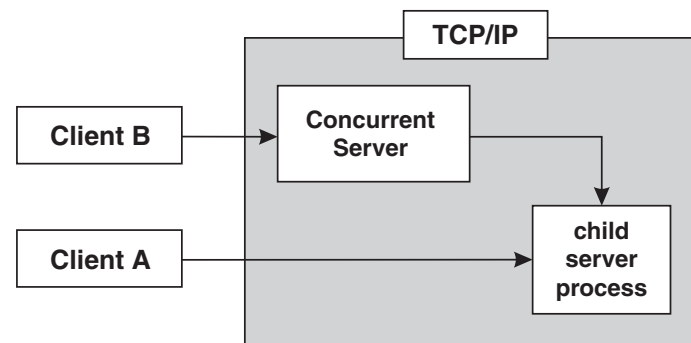 TCP/IP
Client B
Concurrent
Server
Client A
child
server
process